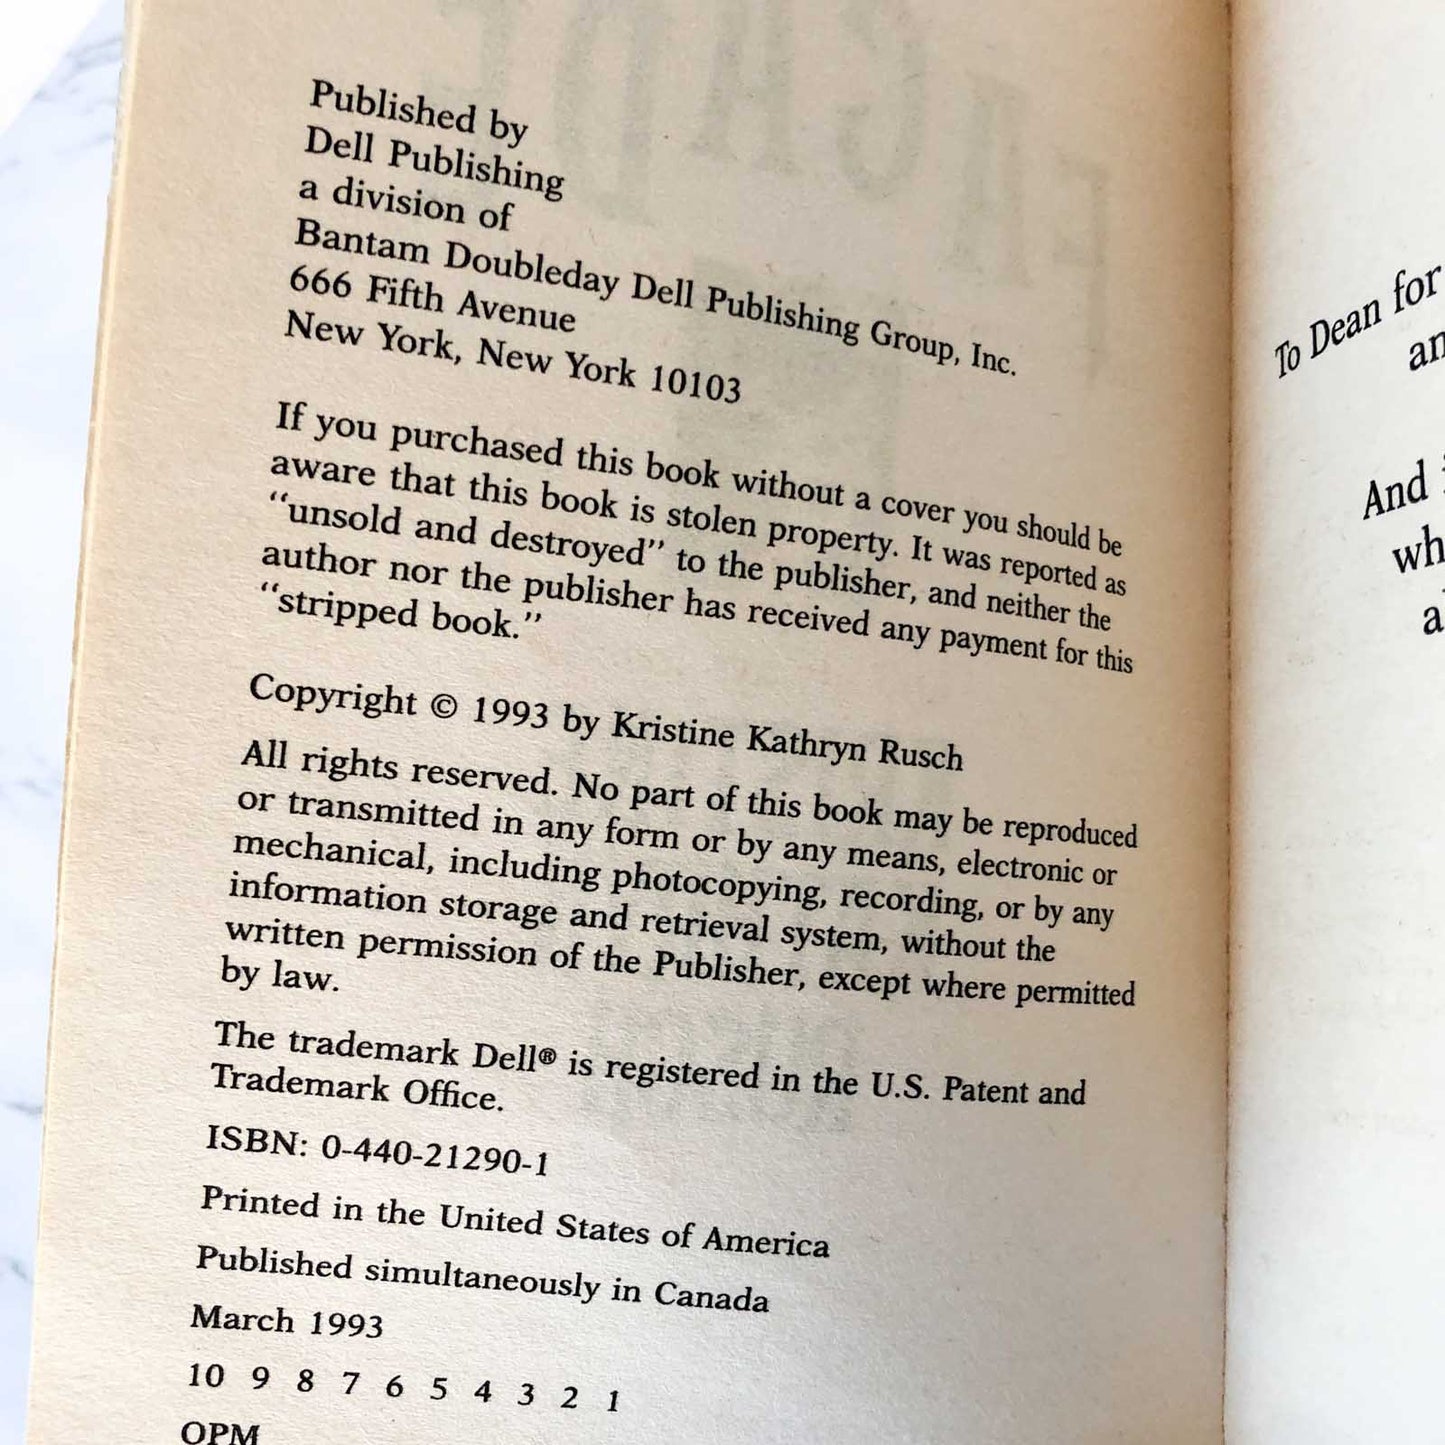 Published by
Dell Publishing
a division of
Bantam Doubleday Dell Publishing Group, Inc.
666 Fifth Avenue
New York, New York 10103
If you purchased this book without a cover you should be
aware that this book is stolen property. It was reported as
"unsold and destroyed" to the publisher, and neither the
author nor the publisher has received any payment for this
"stripped book."
Copyright © 1993 by Kristine Kathryn Rusch
All rights reserved. No part of this book may be reproduced
or transmitted in any form or by any means, electronic or
mechanical, including photocopying, recording, or by any
information storage and retrieval system, without the
written permission of the Publisher, except where permitted
by law.
The trademark Dell® is registered in the U.S. Patent and
Trademark Office.
ISBN: 0-440-21290-1
Printed in the United States of America
Published simultaneously in Canada
March 1993
10 9 8 7 6 5 4 3 2 1
OPM
To Dean for
And